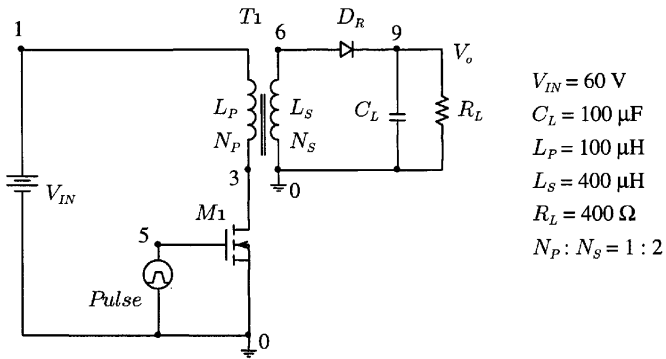 1
T1
6
D_R
9
V_o
L_P
L_S
C_L
R_L
N_P
N_S
3
0
V_IN
M1
5
Pulse
0
V_IN = 60 V
C_L = 100 μF
L_P = 100 μH
L_S = 400 μH
R_L = 400 Ω
N_P : N_S = 1 : 2